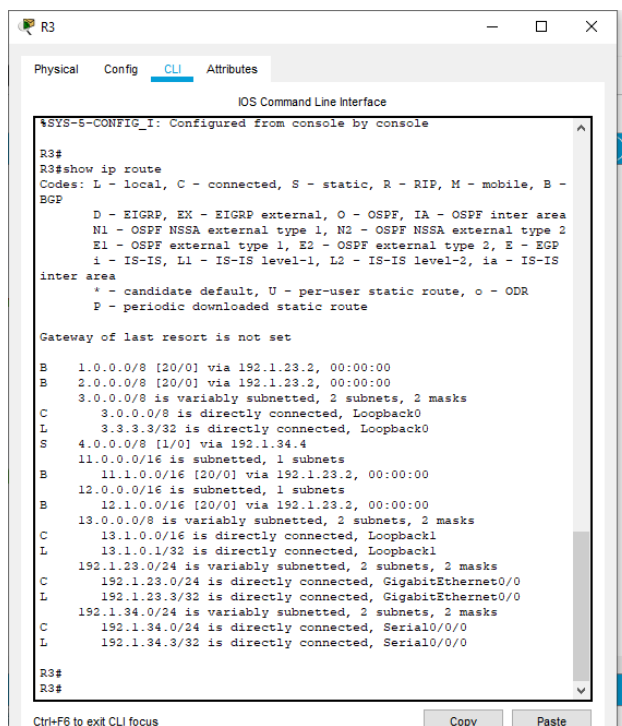 R3
Physical Config CLI Attributes
IOS Command Line Interface
%SYS-5-CONFIG_I: Configured from console by console
R3#
R3#show ip route
Codes: L - local, C - connected, S - static, R - RIP, M - mobile, B -
BGP
D - EIGRP, EX - EIGRP external, O - OSPF, IA - OSPF inter area
N1 - OSPF NSSA external type 1, N2 - OSPF NSSA external type 2
E1 - OSPF external type 1, E2 - OSPF external type 2, E - EGP
i - IS-IS, L1 - IS-IS level-1, L2 - IS-IS level-2, ia - IS-IS
inter area
* - candidate default, U - per-user static route, o - ODR
P - periodic downloaded static route
Gateway of last resort is not set
B 1.0.0.0/8 [20/0] via 192.1.23.2, 00:00:00
B 2.0.0.0/8 [20/0] via 192.1.23.2, 00:00:00
3.0.0.0/8 is variably subnetted, 2 subnets, 2 masks
C 3.0.0.0/8 is directly connected, Loopback0
L 3.3.3.3/32 is directly connected, Loopback0
S 4.0.0.0/8 [1/0] via 192.1.34.4
11.0.0.0/16 is subnetted, 1 subnets
B 11.1.0.0/16 [20/0] via 192.1.23.2, 00:00:00
12.0.0.0/16 is subnetted, 1 subnets
B 12.1.0.0/16 [20/0] via 192.1.23.2, 00:00:00
13.0.0.0/8 is variably subnetted, 2 subnets, 2 masks
C 13.1.0.0/16 is directly connected, Loopback1
L 13.1.0.1/32 is directly connected, Loopback1
192.1.23.0/24 is variably subnetted, 2 subnets, 2 masks
C 192.1.23.0/24 is directly connected, GigabitEthernet0/0
L 192.1.23.3/32 is directly connected, GigabitEthernet0/0
192.1.34.0/24 is variably subnetted, 2 subnets, 2 masks
C 192.1.34.0/24 is directly connected, Serial0/0/0
L 192.1.34.3/32 is directly connected, Serial0/0/0
R3#
R3#
Ctrl+F6 to exit CLI focus Copy Paste